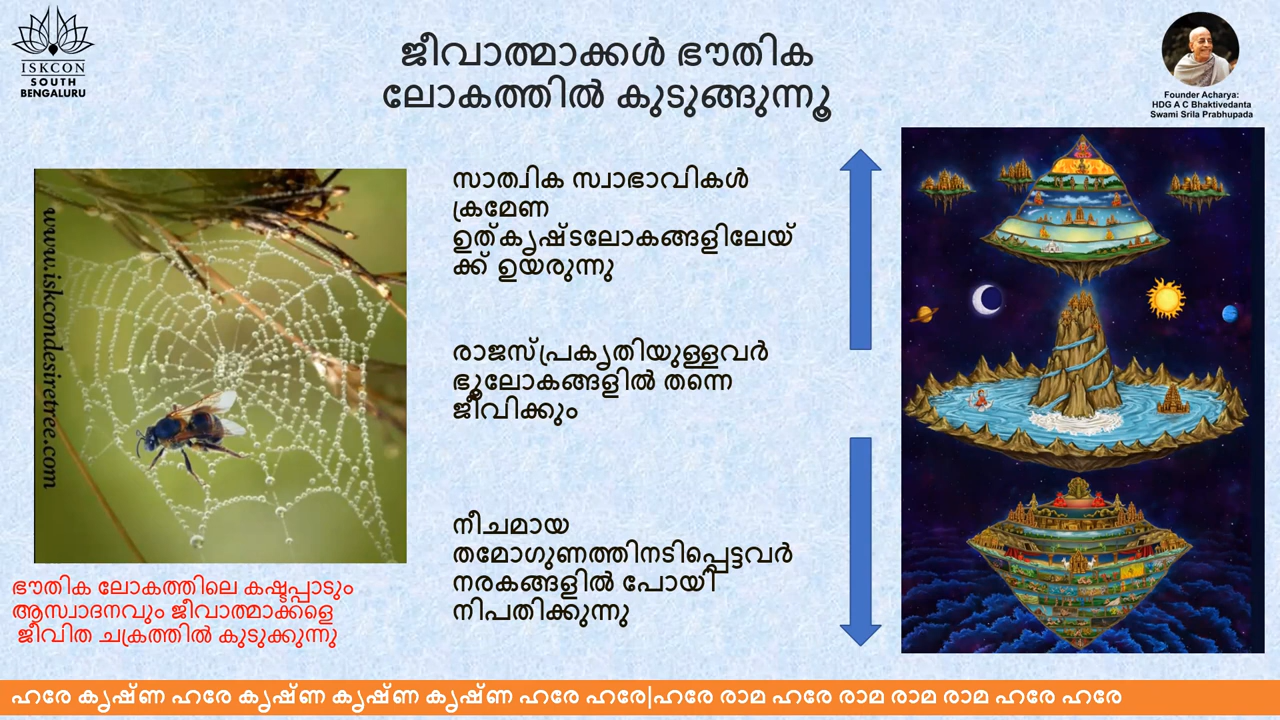 ISKCON
SOUTH
BENGALURU
ജീവാത്മാക്കൾ ഭൗതിക
ലോകത്തിൽ കുടുങ്ങുന്നൂ
Founder Acharya:
HDG A C Bhaktivedanta
Swami Srila Prabhupada
www.iskcondesiretree.com
സാത്വിക സ്വാഭാവികൾ
ക്രമേണ
ഉത്കൃഷ്ടലോകങ്ങളിലേയ്
ക്ക് ഉയരുന്നു
രാജസ്പ്രകൃതിയുള്ളവർ
ഭൂലോകങ്ങളിൽ തന്നെ
ജീവിക്കും
നീചമായ
തമോഗുണത്തിനടിപ്പെട്ടവർ
നരകങ്ങളിൽ പോയി
നിപതിക്കുന്നു
ഭൗതിക ലോകത്തിലെ കഷ്ടപ്പാടും
ആസ്വാദനവും ജീവാത്മാക്കളെ
ജീവിത ചക്രത്തിൽ കുടുക്കുന്നു
ഹരേ കൃഷ്ണ ഹരേ കൃഷ്ണ കൃഷ്ണ കൃഷ്ണ ഹരേ ഹരേ|ഹരേ രാമ ഹരേ രാമ രാമ രാമ ഹരേ ഹരേ